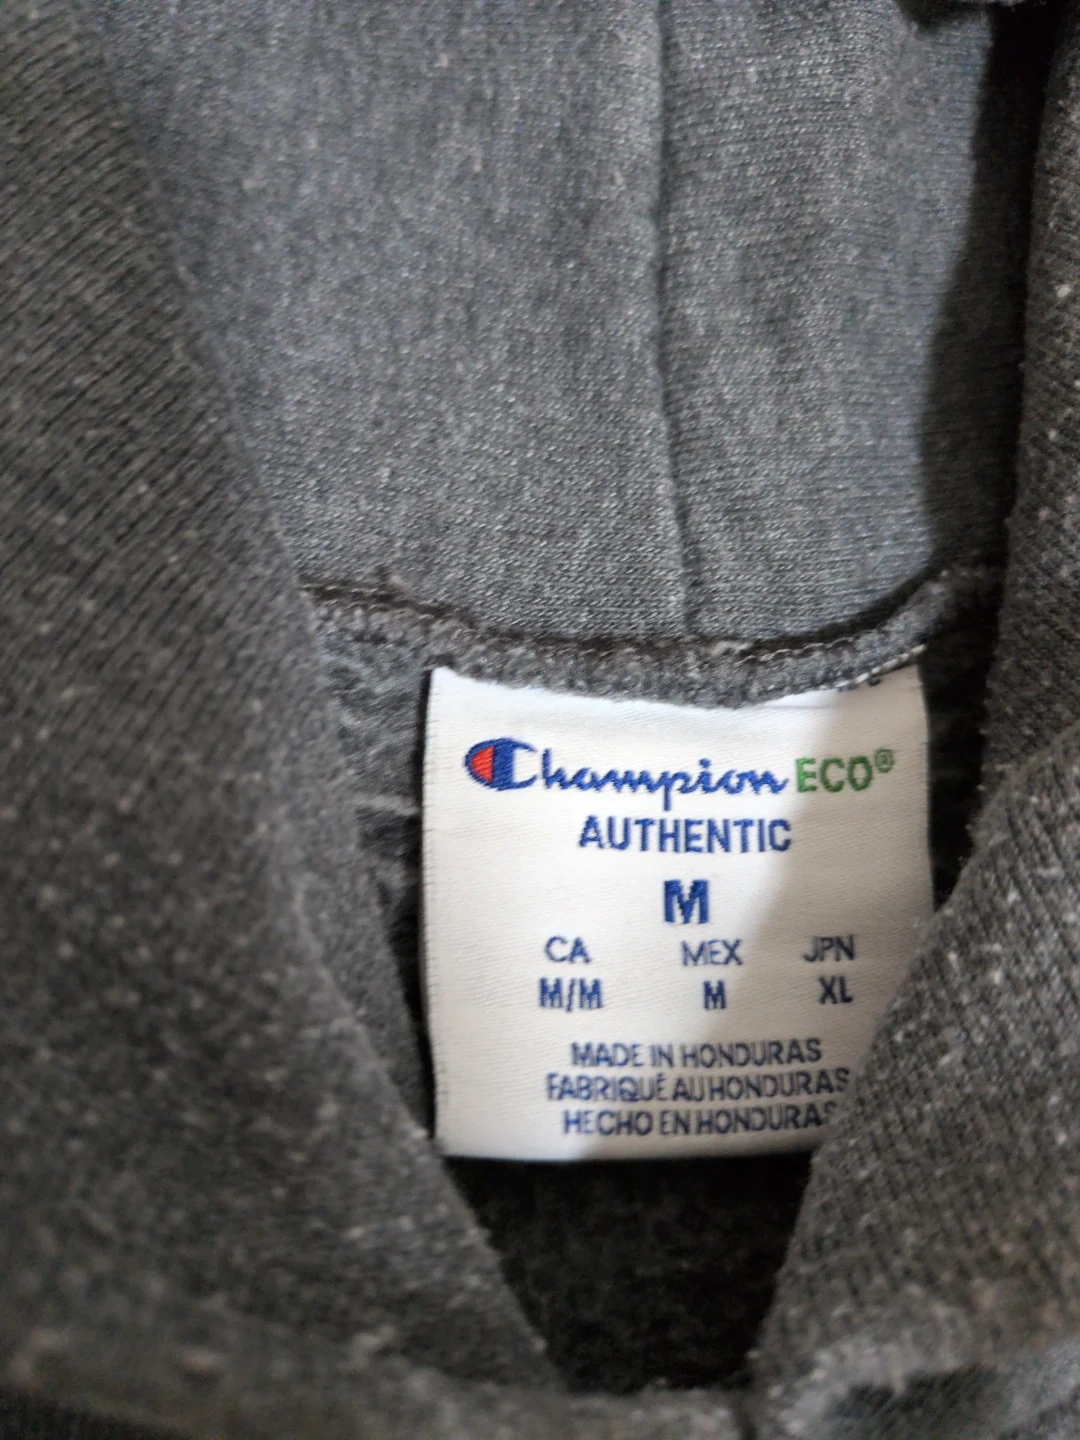 Champion ECO®
AUTHENTIC
M
CA MEX JPN
M/M M XL
MADE IN HONDURAS
FABRIQUÉ AU HONDURAS
HECHO EN HONDURAS